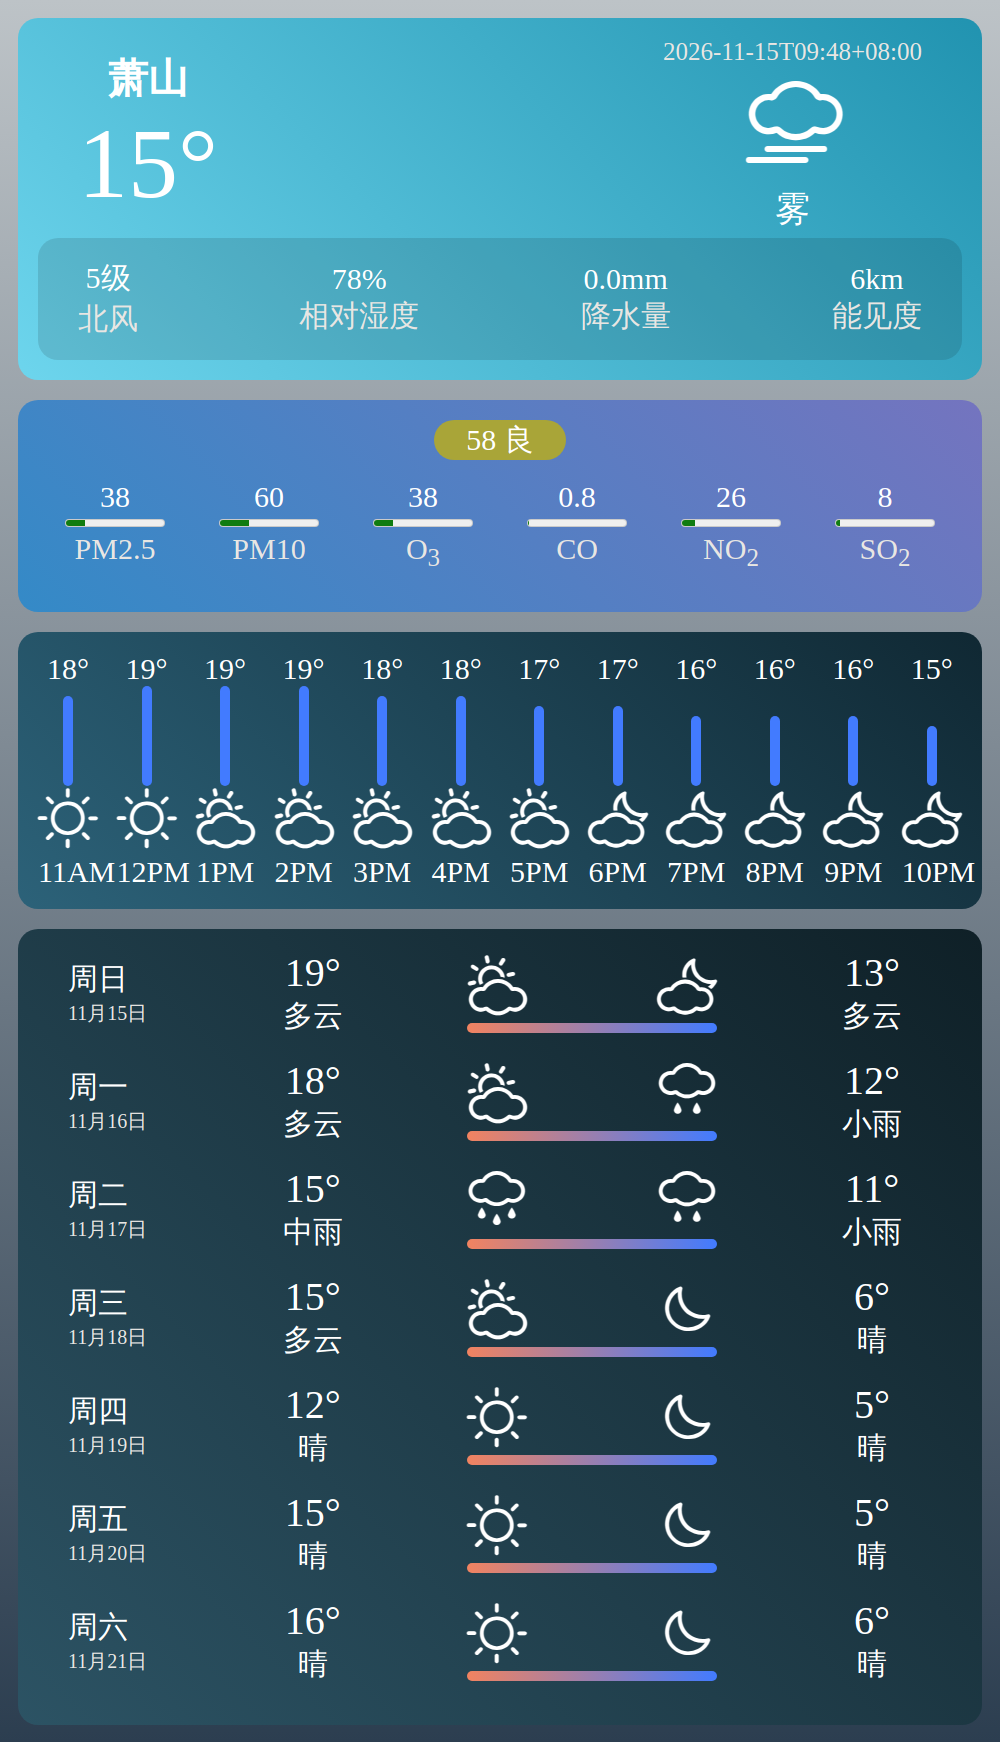 萧山
2026-11-15T09:48+08:00
15°
雾
5级 78% 0.0mm 6km
北风 相对湿度 降水量 能见度
58 良
38 60 38 0.8 26 8
PM2.5 PM10 O3 CO NO2 SO2
18° 19° 19° 19° 18° 18° 17° 17° 16° 16° 16° 15°
11AM 12PM 1PM 2PM 3PM 4PM 5PM 6PM 7PM 8PM 9PM 10PM
周日 19° 13°
11月15日 多云 多云
周一 18° 12°
11月16日 多云 小雨
周二 15° 11°
11月17日 中雨 小雨
周三 15° 6°
11月18日 多云 晴
周四 12° 5°
11月19日 晴 晴
周五 15° 5°
11月20日 晴 晴
周六 16° 6°
11月21日 晴 晴